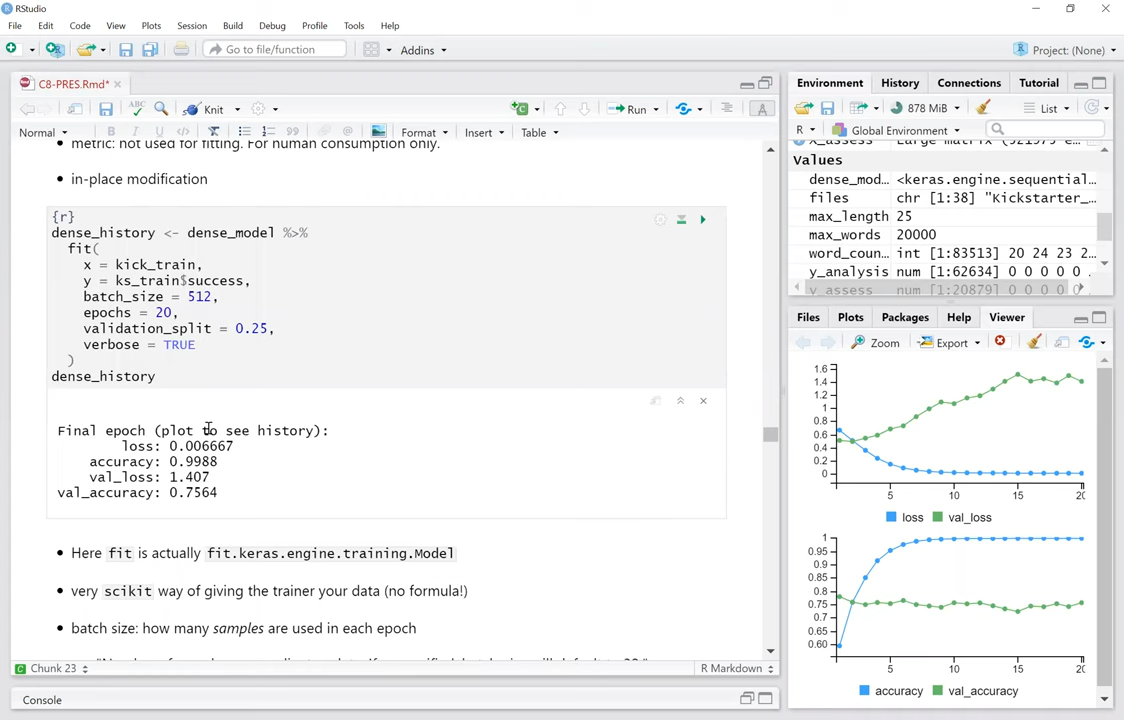 RStudio
File Edit Code View Plots Session Build Debug Profile Tools Help
Go to file/function Addins Project: (None)
C8-PRES.Rmd*
ABC Knit Run
Normal B I U Format Insert Table
metric: not used for fitting. For human consumption only.
in-place modification
{r}
dense_history <- dense_model %>%
fit(
x = kick_train,
y = ks_train$success,
batch_size = 512,
epochs = 20,
validation_split = 0.25,
verbose = TRUE
)
dense_history
Final epoch (plot to see history):
loss: 0.006667
accuracy: 0.9988
val_loss: 1.407
val_accuracy: 0.7564
Here fit is actually fit.keras.engine.training.Model
very scikit way of giving the trainer your data (no formula!)
batch size: how many samples are used in each epoch
Chunk 23 R Markdown
Console
Environment History Connections Tutorial
878 MiB List
R Global Environment
Values
dense_mod… <keras.engine.sequential…
files chr [1:38] "Kickstarter_…
max_length 25
max_words 20000
word_coun… int [1:83513] 20 24 23 2…
y_analysis num [1:62634] 0 0 0 0 0 .
y_assess num [1:20879] 0 0 0 0
Files Plots Packages Help Viewer
Zoom Export
1.6
1.4
1.2
1
0.8
0.6
0.4
0.2
0
5 10 15 20
loss val_loss
1
0.95
0.9
0.85
0.8
0.75
0.7
0.65
0.60
5 10 15 20
accuracy val_accuracy